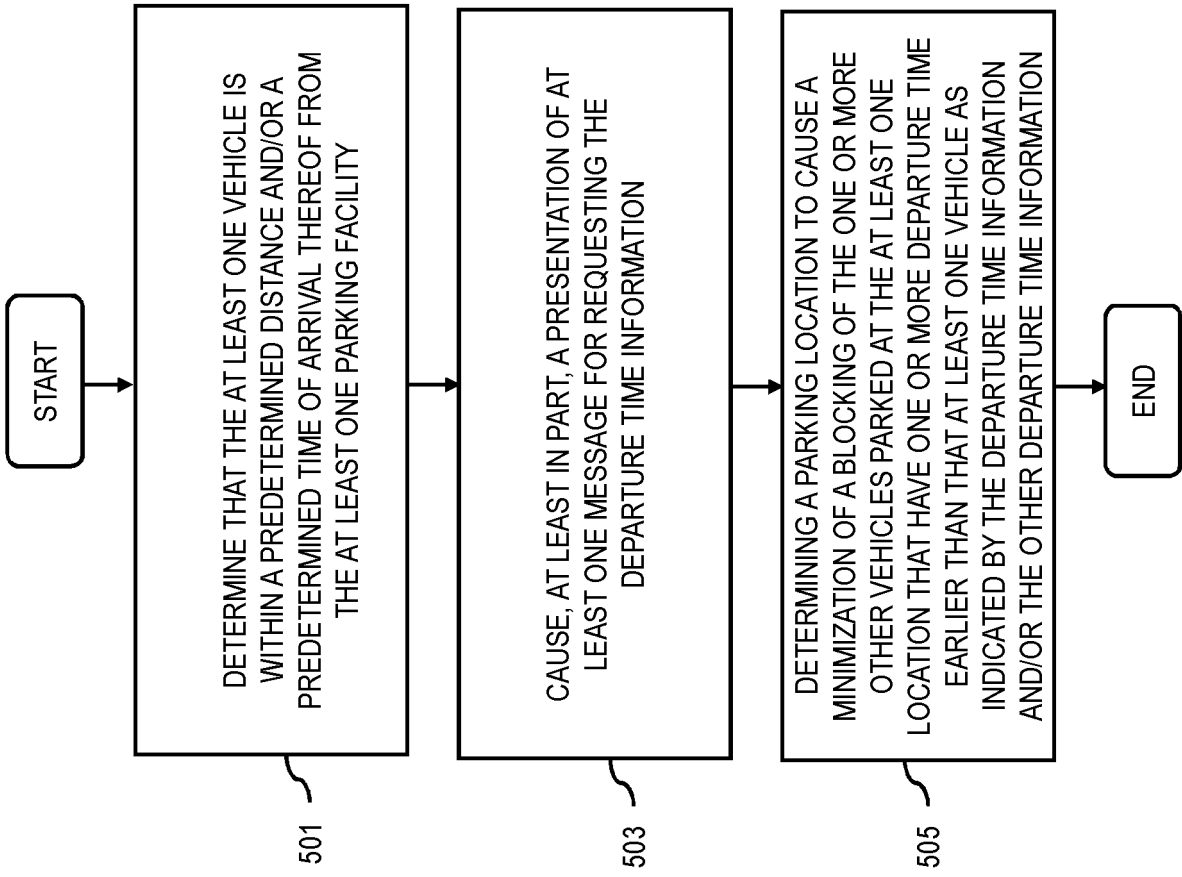 START
DETERMINE THAT THE AT LEAST ONE VEHICLE IS
WITHIN A PREDETERMINED DISTANCE AND/OR A
PREDETERMINED TIME OF ARRIVAL THEREOF FROM
THE AT LEAST ONE PARKING FACILITY
501
CAUSE, AT LEAST IN PART, A PRESENTATION OF AT
LEAST ONE MESSAGE FOR REQUESTING THE
DEPARTURE TIME INFORMATION
503
DETERMINING A PARKING LOCATION TO CAUSE A
MINIMIZATION OF A BLOCKING OF THE ONE OR MORE
OTHER VEHICLES PARKED AT THE AT LEAST ONE
LOCATION THAT HAVE ONE OR MORE DEPARTURE TIME
EARLIER THAN THAT AT LEAST ONE VEHICLE AS
INDICATED BY THE DEPARTURE TIME INFORMATION
AND/OR THE OTHER DEPARTURE TIME INFORMATION
505
END